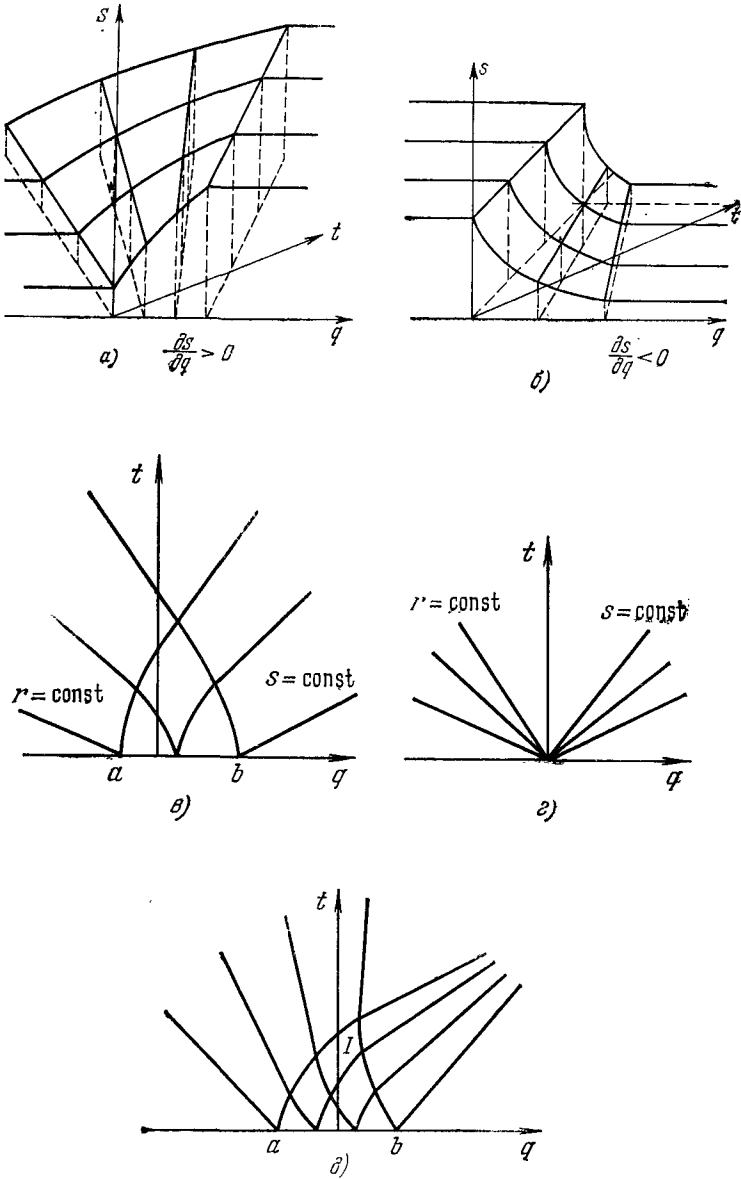 s
t
q
а) ∂s/∂q > 0
s
t
q
б) ∂s/∂q < 0
t
r = const
s = const
a
b
q
в)
t
r = const
s = const
q
г)
t
I
a
b
q
д)